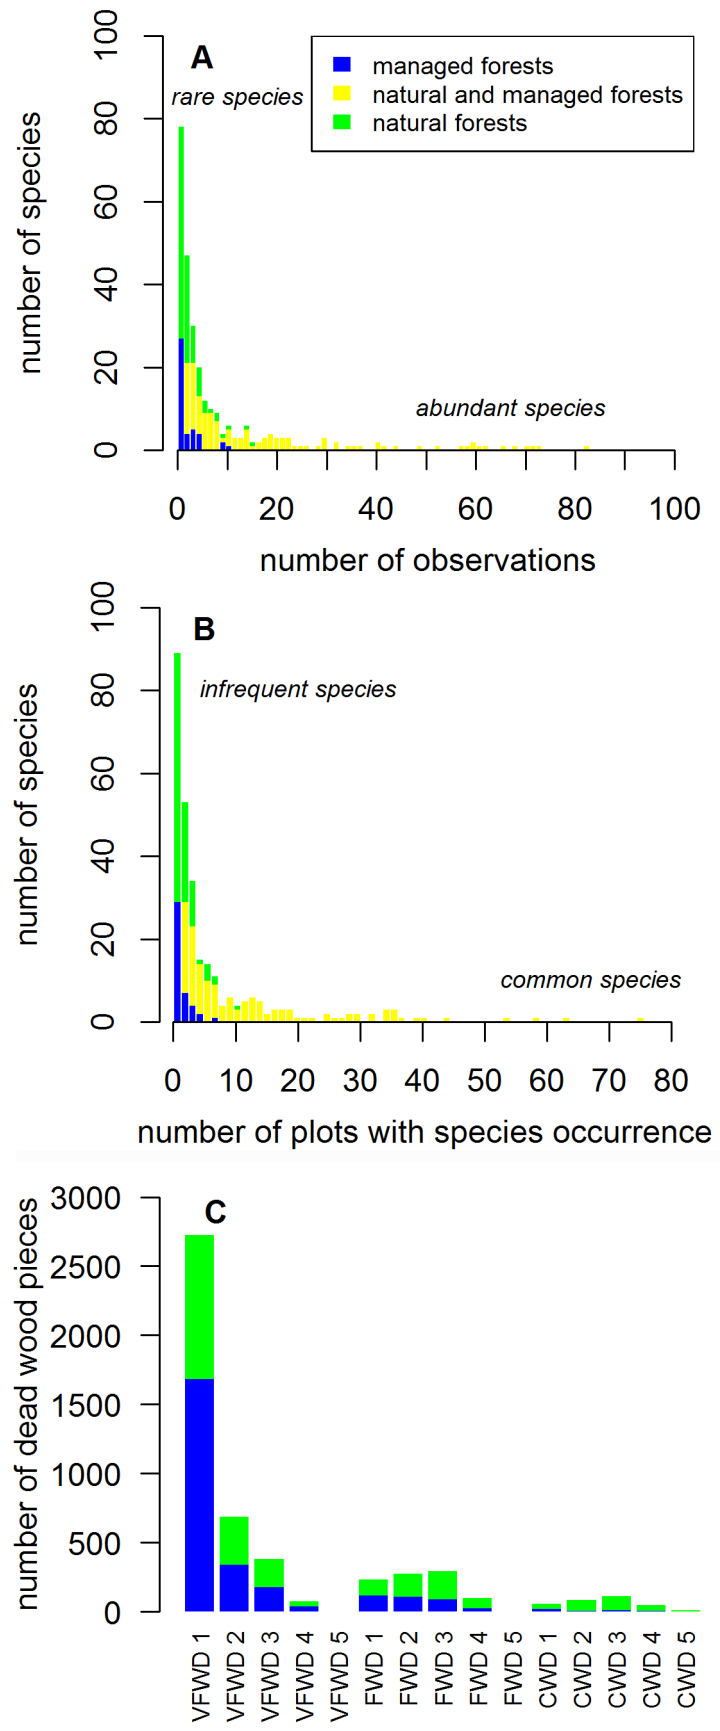 A
rare species
managed forests
natural and managed forests
natural forests
number of species
0 20 40 60 80 100
abundant species
0 20 40 60 80 100
number of observations
B
infrequent species
number of species
0 20 40 60 80 100
common species
0 10 20 30 40 50 60 70 80
number of plots with species occurrence
C
number of dead wood pieces
3000
2500
2000
1500
1000
500
0
VFWD 1
VFWD 2
VFWD 3
VFWD 4
VFWD 5
FWD 1
FWD 2
FWD 3
FWD 4
FWD 5
CWD 1
CWD 2
CWD 3
CWD 4
CWD 5